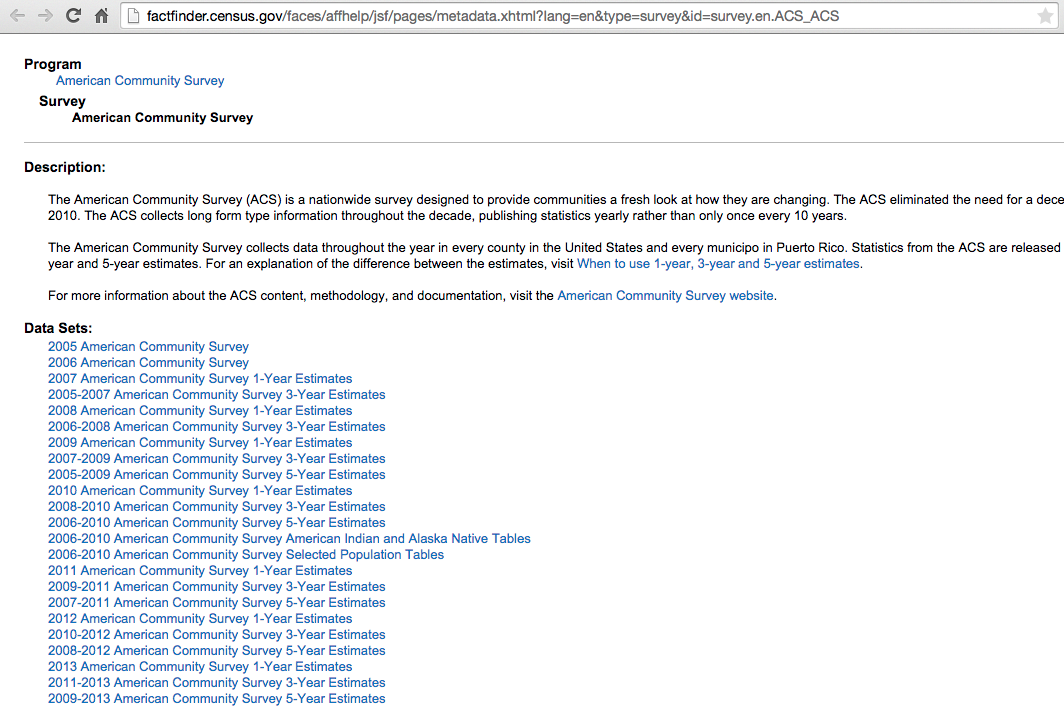 factfinder.census.gov/faces/affhelp/jsf/pages/metadata.xhtml?lang=en&type=survey&id=survey.en.ACS_ACS
Program
American Community Survey
Survey
American Community Survey
Description:
The American Community Survey (ACS) is a nationwide survey designed to provide communities a fresh look at how they are changing. The ACS eliminated the need for a dece
2010. The ACS collects long form type information throughout the decade, publishing statistics yearly rather than only once every 10 years.
The American Community Survey collects data throughout the year in every county in the United States and every municipo in Puerto Rico. Statistics from the ACS are released
year and 5-year estimates. For an explanation of the difference between the estimates, visit When to use 1-year, 3-year and 5-year estimates.
For more information about the ACS content, methodology, and documentation, visit the American Community Survey website.
Data Sets:
2005 American Community Survey
2006 American Community Survey
2007 American Community Survey 1-Year Estimates
2005-2007 American Community Survey 3-Year Estimates
2008 American Community Survey 1-Year Estimates
2006-2008 American Community Survey 3-Year Estimates
2009 American Community Survey 1-Year Estimates
2007-2009 American Community Survey 3-Year Estimates
2005-2009 American Community Survey 5-Year Estimates
2010 American Community Survey 1-Year Estimates
2008-2010 American Community Survey 3-Year Estimates
2006-2010 American Community Survey 5-Year Estimates
2006-2010 American Community Survey American Indian and Alaska Native Tables
2006-2010 American Community Survey Selected Population Tables
2011 American Community Survey 1-Year Estimates
2009-2011 American Community Survey 3-Year Estimates
2007-2011 American Community Survey 5-Year Estimates
2012 American Community Survey 1-Year Estimates
2010-2012 American Community Survey 3-Year Estimates
2008-2012 American Community Survey 5-Year Estimates
2013 American Community Survey 1-Year Estimates
2011-2013 American Community Survey 3-Year Estimates
2009-2013 American Community Survey 5-Year Estimates